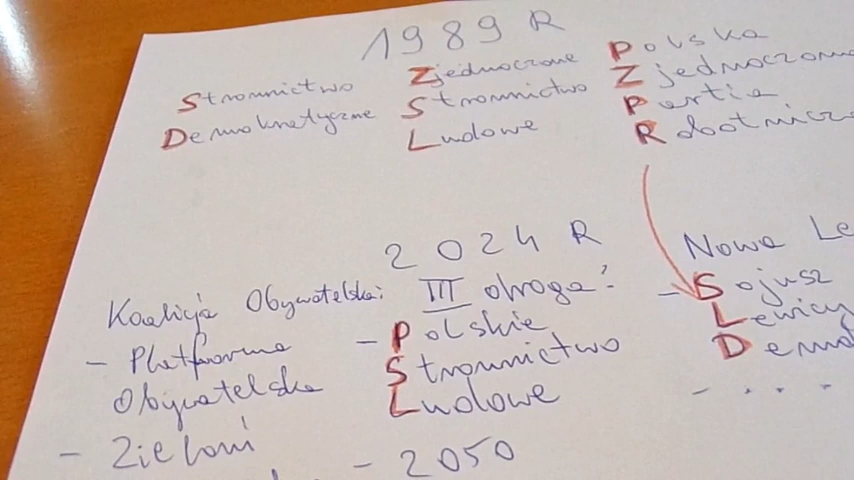 1989 R
Stronnictwo
Demokratyczne
Zjednoczone
Stronnictwo
Ludowe
Polska
Zjednoczona
Partia
Robotnicza
2024 R
Koalicja Obywatelska:
- Platforma
Obywatelska
- Zieloni
III droga:
- Polskie
Stronnictwo
Ludowe
- 2050
Nowa Le
- Sojusz
Lewicy
Demo
- . . . .